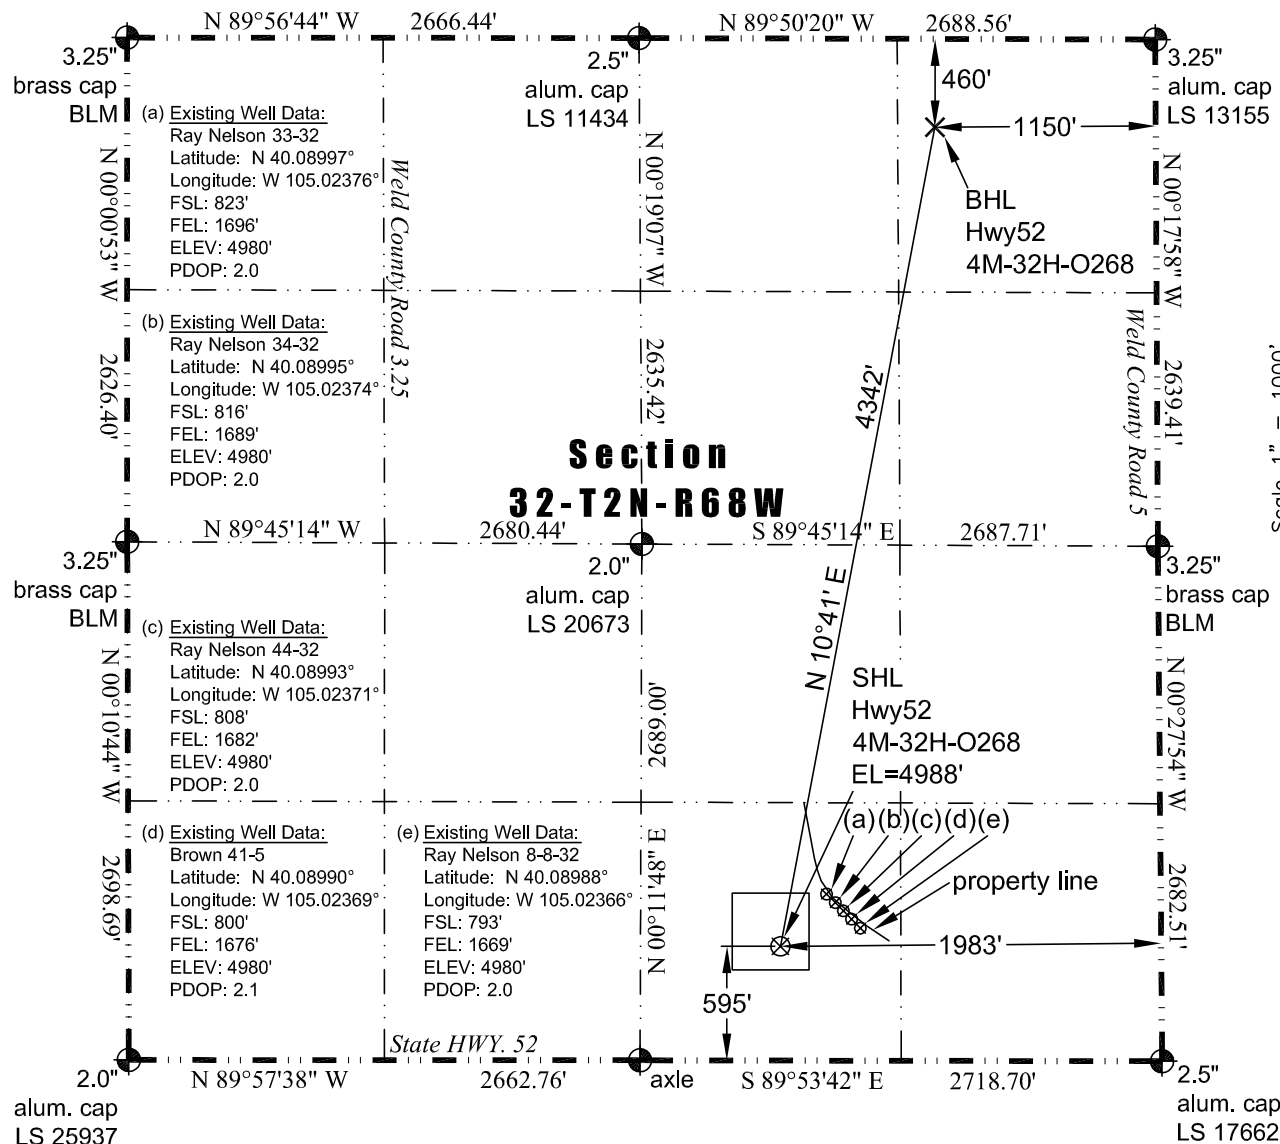 N 89°56'44" W 2666.44' N 89°50'20" W 2688.56'
3.25"
brass cap
BLM
2.5"
alum. cap
LS 11434
3.25"
alum. cap
LS 13155
460'
1150'
BHL
Hwy52
4M-32H-O268
(a) Existing Well Data:
Ray Nelson 33-32
Latitude: N 40.08997°
Longitude: W 105.02376°
FSL: 823'
FEL: 1696'
ELEV: 4980'
PDOP: 2.0
N 00°00'53" W
2626.40'
Weld County Road 3.25
N 00°19'07" W
2635.42'
N 00°17'58" W
2639.41'
Weld County Road 5
(b) Existing Well Data:
Ray Nelson 34-32
Latitude: N 40.08995°
Longitude: W 105.02374°
FSL: 816'
FEL: 1689'
ELEV: 4980'
PDOP: 2.0
4342'
N 10°41' E
Section
32-T2N-R68W
N 89°45'14" W 2680.44' S 89°45'14" E 2687.71'
3.25"
brass cap
BLM
2.0"
alum. cap
LS 20673
3.25"
brass cap
BLM
(c) Existing Well Data:
Ray Nelson 44-32
Latitude: N 40.08993°
Longitude: W 105.02371°
FSL: 808'
FEL: 1682'
ELEV: 4980'
PDOP: 2.0
N 00°10'44" W
2698.69'
2689.00'
N 00°11'48" E
N 00°27'54" W
2682.51'
SHL
Hwy52
4M-32H-O268
EL=4988'
(a)(b)(c)(d)(e)
property line
1983'
595'
(d) Existing Well Data:
Brown 41-5
Latitude: N 40.08990°
Longitude: W 105.02369°
FSL: 800'
FEL: 1676'
ELEV: 4980'
PDOP: 2.1
(e) Existing Well Data:
Ray Nelson 8-8-32
Latitude: N 40.08988°
Longitude: W 105.02366°
FSL: 793'
FEL: 1669'
ELEV: 4980'
PDOP: 2.0
State HWY. 52
N 89°57'38" W 2662.76' axle S 89°53'42" E 2718.70'
2.0"
alum. cap
LS 25937
2.5"
alum. cap
LS 17662